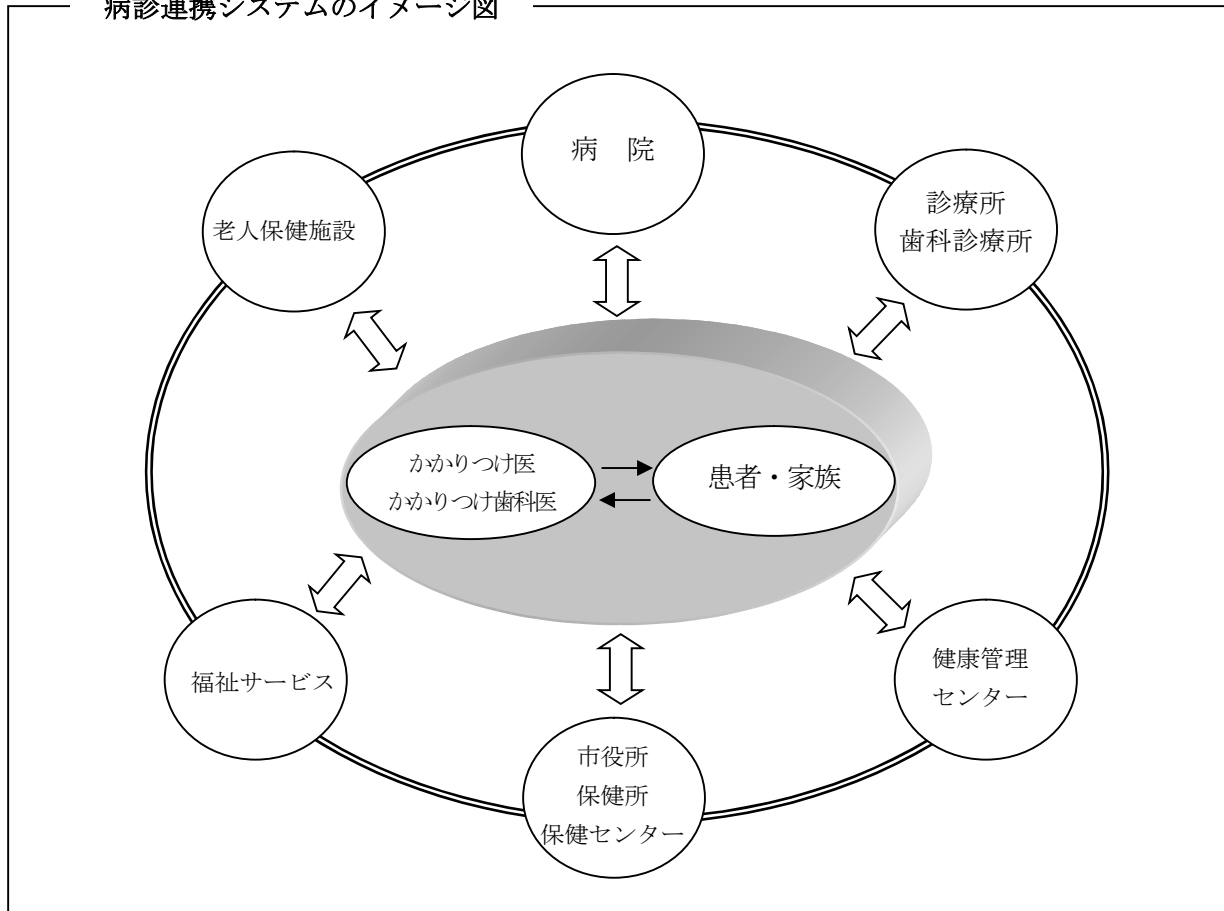 病診連携システムのイメージ図
病　院
診療所
歯科診療所
老人保健施設
かかりつけ医
かかりつけ歯科医
患者・家族
福祉サービス
健康管理
センター
市役所
保健所
保健センター